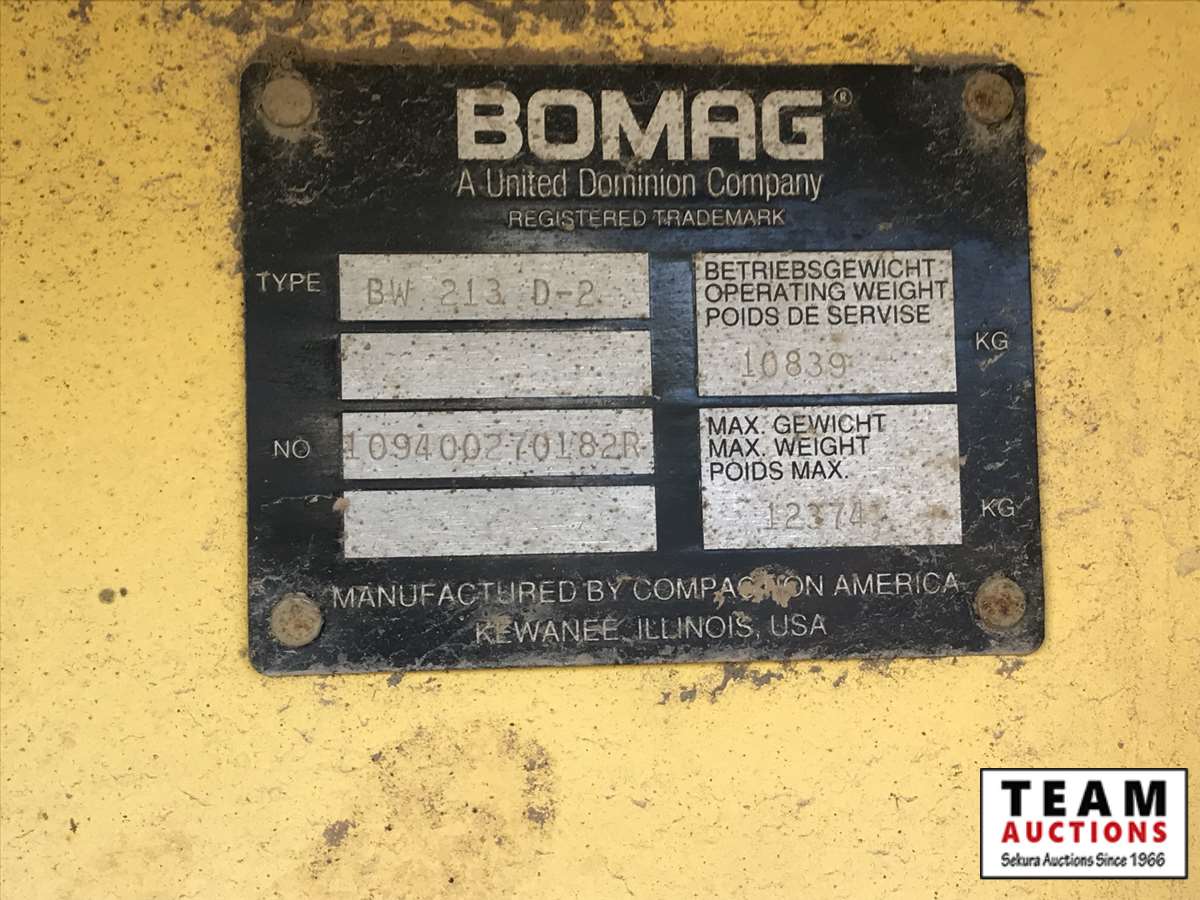 BOMAG®
A United Dominion Company
REGISTERED TRADEMARK
TYPE BW 213 D-2
BETRIEBSGEWICHT
OPERATING WEIGHT
POIDS DE SERVISE
10839 KG
NO 109400270182R
MAX. GEWICHT
MAX. WEIGHT
POIDS MAX.
12374 KG
MANUFACTURED BY COMPACTION AMERICA
KEWANEE, ILLINOIS, USA
TEAM
AUCTIONS
Sekura Auctions Since 1966